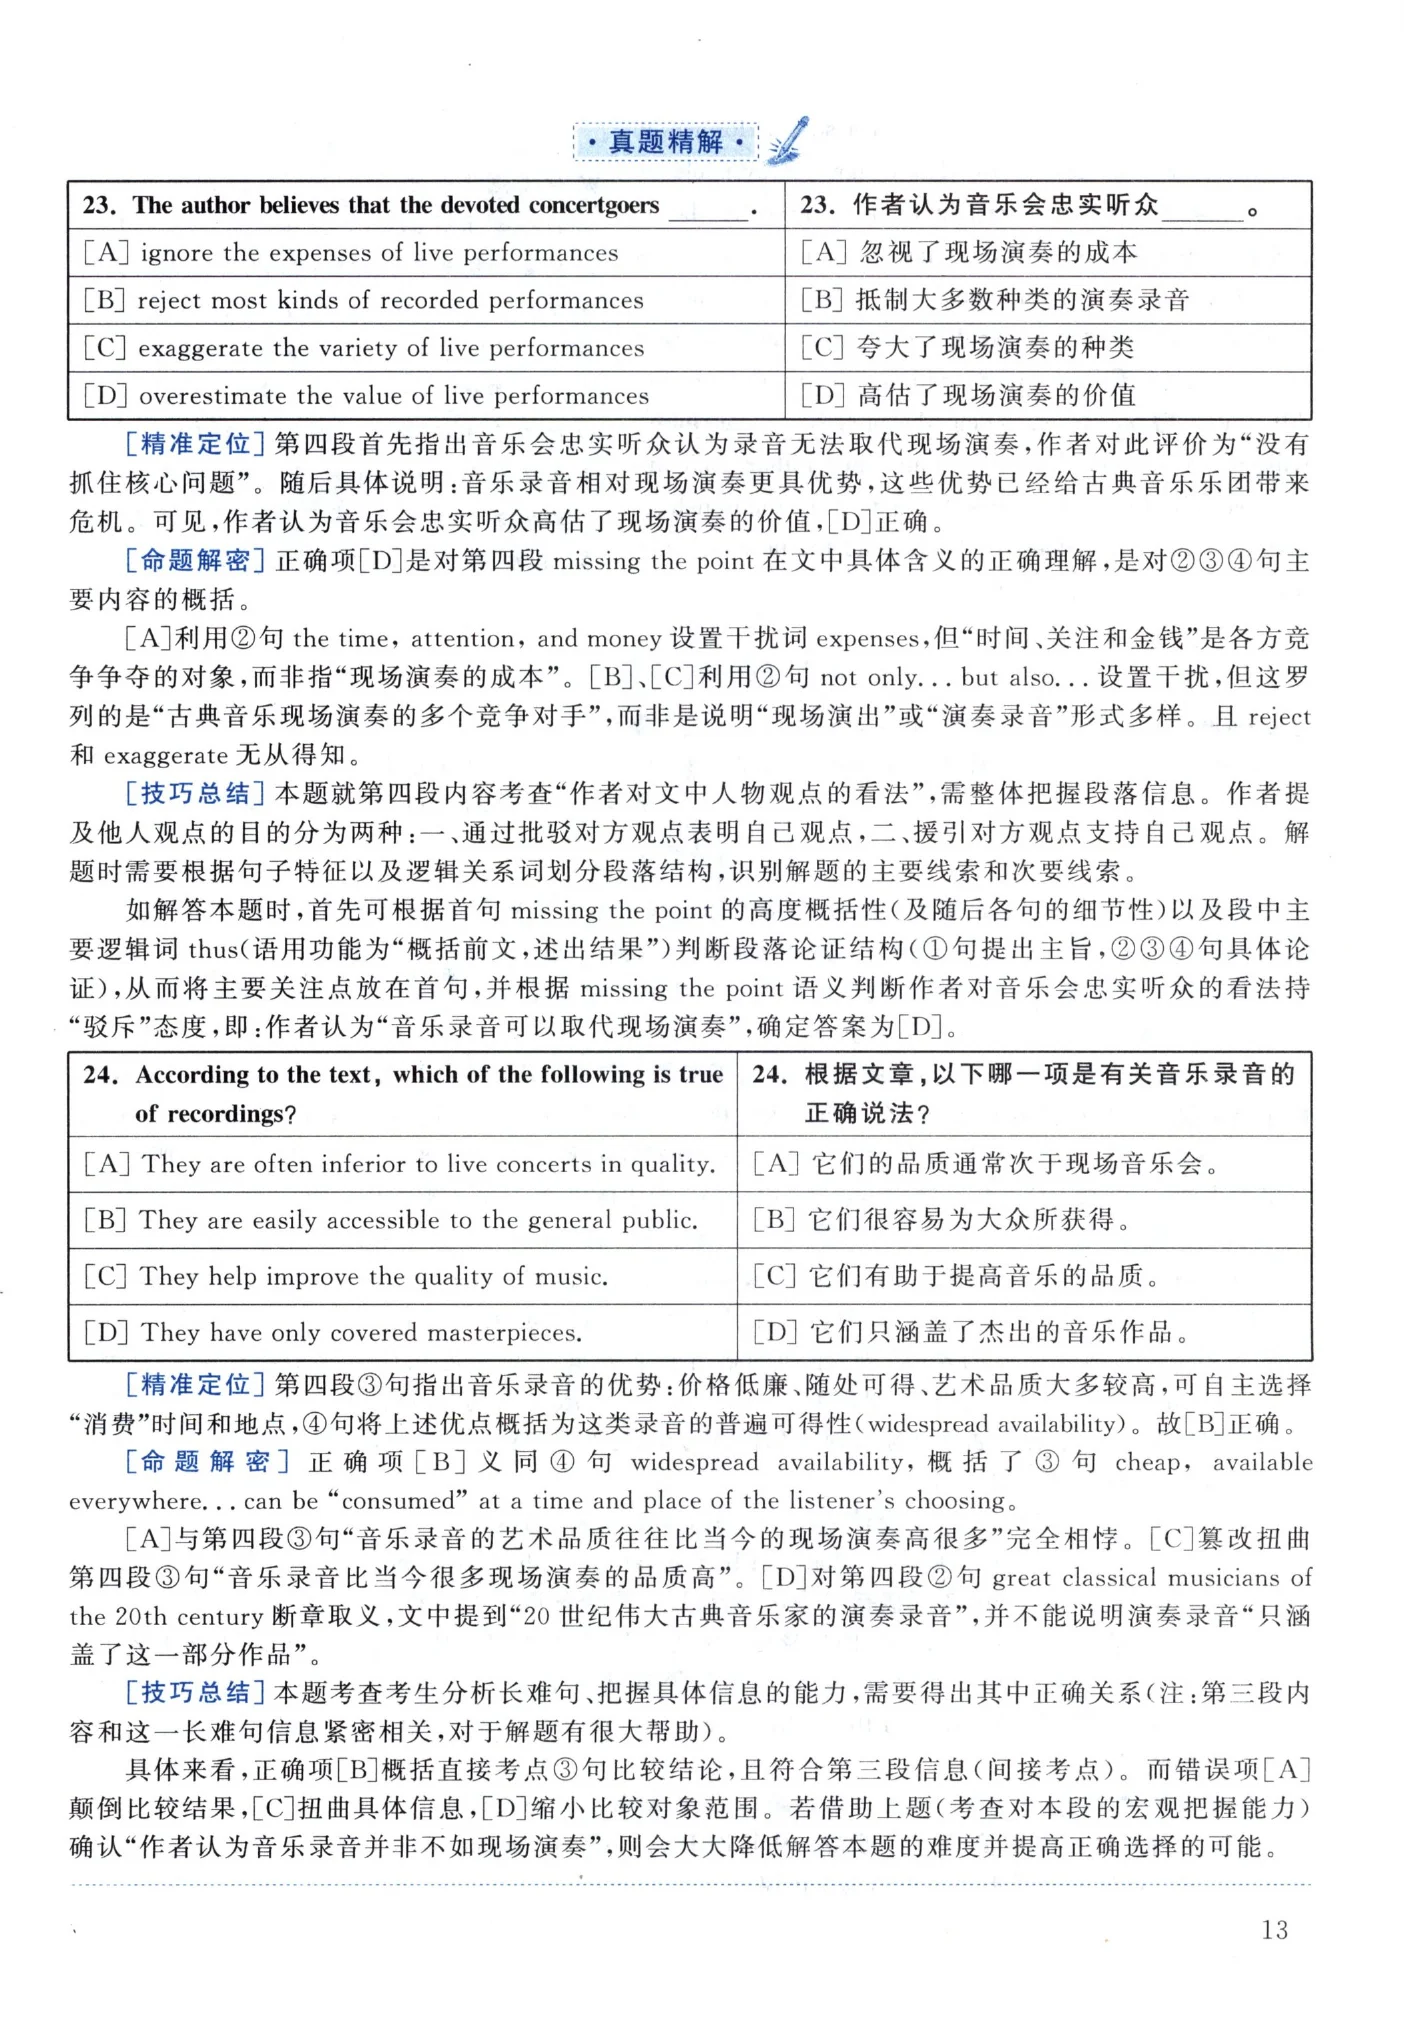 ·真题精解·
23. The author believes that the devoted concertgoers ______.
23. 作者认为音乐会忠实听众______。
[A] ignore the expenses of live performances
[A] 忽视了现场演奏的成本
[B] reject most kinds of recorded performances
[B] 抵制大多数种类的演奏录音
[C] exaggerate the variety of live performances
[C] 夸大了现场演奏的种类
[D] overestimate the value of live performances
[D] 高估了现场演奏的价值
[精准定位] 第四段首先指出音乐会忠实听众认为录音无法取代现场演奏,作者对此评价为“没有
抓住核心问题”。随后具体说明:音乐录音相对现场演奏更具优势,这些优势已经给古典音乐乐团带来
危机。可见,作者认为音乐会忠实听众高估了现场演奏的价值,[D]正确。
[命题解密] 正确项[D]是对第四段 missing the point 在文中具体含义的正确理解,是对②③④句主
要内容的概括。
[A]利用②句 the time, attention, and money 设置干扰词 expenses,但“时间、关注和金钱”是各方竞
争争夺的对象,而非指“现场演奏的成本”。[B]、[C]利用②句 not only... but also... 设置干扰,但这罗
列的是“古典音乐现场演奏的多个竞争对手”,而非是说明“现场演出”或“演奏录音”形式多样。且 reject
和 exaggerate 无从得知。
[技巧总结] 本题就第四段内容考查“作者对文中人物观点的看法”,需整体把握段落信息。作者提
及他人观点的目的分为两种:一、通过批驳对方观点表明自己观点,二、援引对方观点支持自己观点。解
题时需要根据句子特征以及逻辑关系词划分段落结构,识别解题的主要线索和次要线索。
如解答本题时,首先可根据首句 missing the point 的高度概括性(及随后各句的细节性)以及段中主
要逻辑词 thus(语用功能为“概括前文,述出结果”)判断段落论证结构(①句提出主旨,②③④句具体论
证),从而将主要关注点放在首句,并根据 missing the point 语义判断作者对音乐会忠实听众的看法持
“驳斥”态度,即:作者认为“音乐录音可以取代现场演奏”,确定答案为[D]。
24. According to the text, which of the following is true
of recordings?
24. 根据文章,以下哪一项是有关音乐录音的
正确说法?
[A] They are often inferior to live concerts in quality.
[A] 它们的品质通常次于现场音乐会。
[B] They are easily accessible to the general public.
[B] 它们很容易为大众所获得。
[C] They help improve the quality of music.
[C] 它们有助于提高音乐的品质。
[D] They have only covered masterpieces.
[D] 它们只涵盖了杰出的音乐作品。
[精准定位] 第四段③句指出音乐录音的优势:价格低廉、随处可得、艺术品质大多较高,可自主选择
“消费”时间和地点,④句将上述优点概括为这类录音的普遍可得性(widespread availability)。故[B]正确。
[命题解密] 正确项[B]义同④句 widespread availability, 概括了③句 cheap, available
everywhere... can be “consumed” at a time and place of the listener's choosing。
[A]与第四段③句“音乐录音的艺术品质往往比当今的现场演奏高很多”完全相悖。[C]篡改扭曲
第四段③句“音乐录音比当今很多现场演奏的品质高”。[D]对第四段②句 great classical musicians of
the 20th century 断章取义,文中提到“20 世纪伟大古典音乐家的演奏录音”,并不能说明演奏录音“只涵
盖了这一部分作品”。
[技巧总结] 本题考查考生分析长难句、把握具体信息的能力,需要得出其中正确关系(注:第三段内
容和这一长难句信息紧密相关,对于解题有很大帮助)。
具体来看,正确项[B]概括直接考点③句比较结论,且符合第三段信息(间接考点)。而错误项[A]
颠倒比较结果,[C]扭曲具体信息,[D]缩小比较对象范围。若借助上题(考查对本段的宏观把握能力)
确认“作者认为音乐录音并非不如现场演奏”,则会大大降低解答本题的难度并提高正确选择的可能。
13